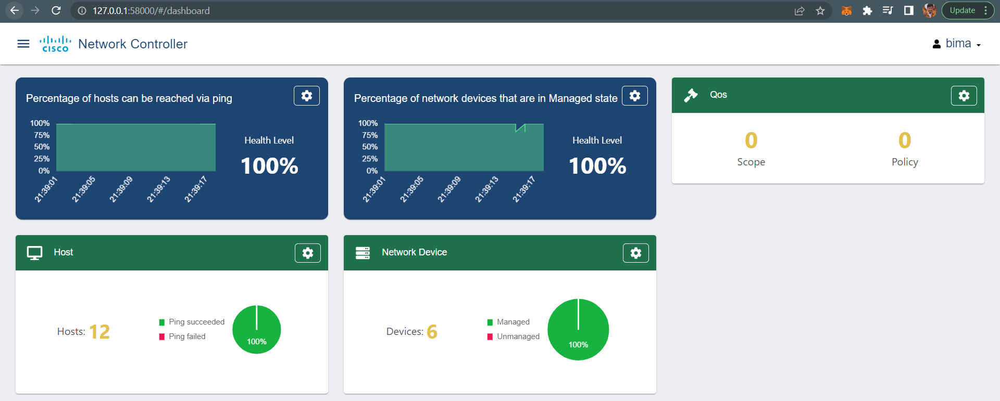 127.0.0.1:58000/#/dashboard
Update
cisco
Network Controller
bima
Percentage of hosts can be reached via ping
100%
75%
50%
25%
0%
21:39:01
21:39:05
21:39:09
21:39:13
21:39:17
Health Level
100%
Percentage of network devices that are in Managed state
100%
75%
50%
25%
0%
21:39:01
21:39:05
21:39:09
21:39:13
21:39:17
Health Level
100%
Qos
0
Scope
0
Policy
Host
Hosts: 12
Ping succeeded
Ping failed
100%
Network Device
Devices: 6
Managed
Unmanaged
100%